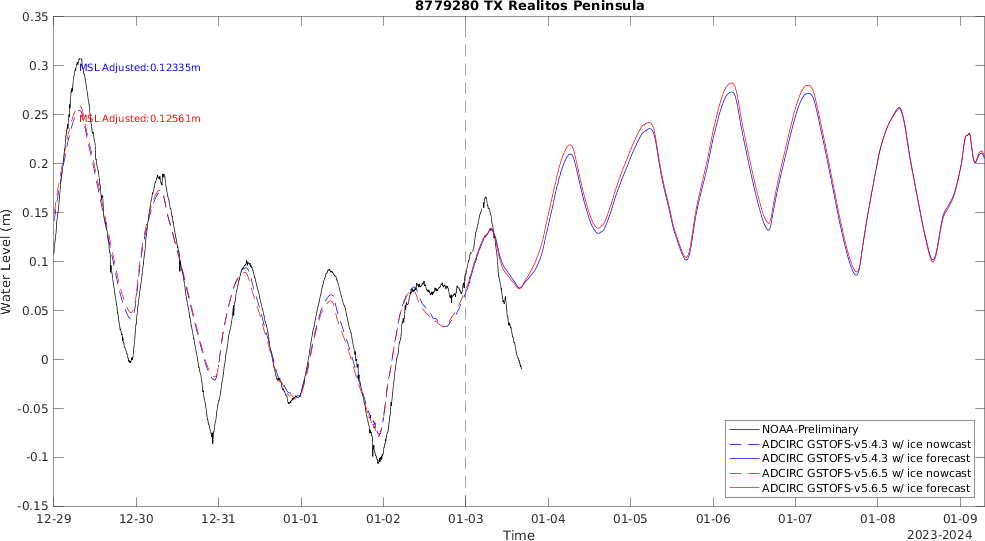 8779280 TX Realitos Peninsula
0.35
0.3
0.25
0.2
0.15
0.1
0.05
0
-0.05
-0.1
-0.15
Water Level (m)
MSL Adjusted:0.12335m
MSL Adjusted:0.12561m
NOAA-Preliminary
ADCIRC GSTOFS-v5.4.3 w/ ice nowcast
ADCIRC GSTOFS-v5.4.3 w/ ice forecast
ADCIRC GSTOFS-v5.6.5 w/ ice nowcast
ADCIRC GSTOFS-v5.6.5 w/ ice forecast
12-29 12-30 12-31 01-01 01-02 01-03 01-04 01-05 01-06 01-07 01-08 01-09
Time
2023-2024